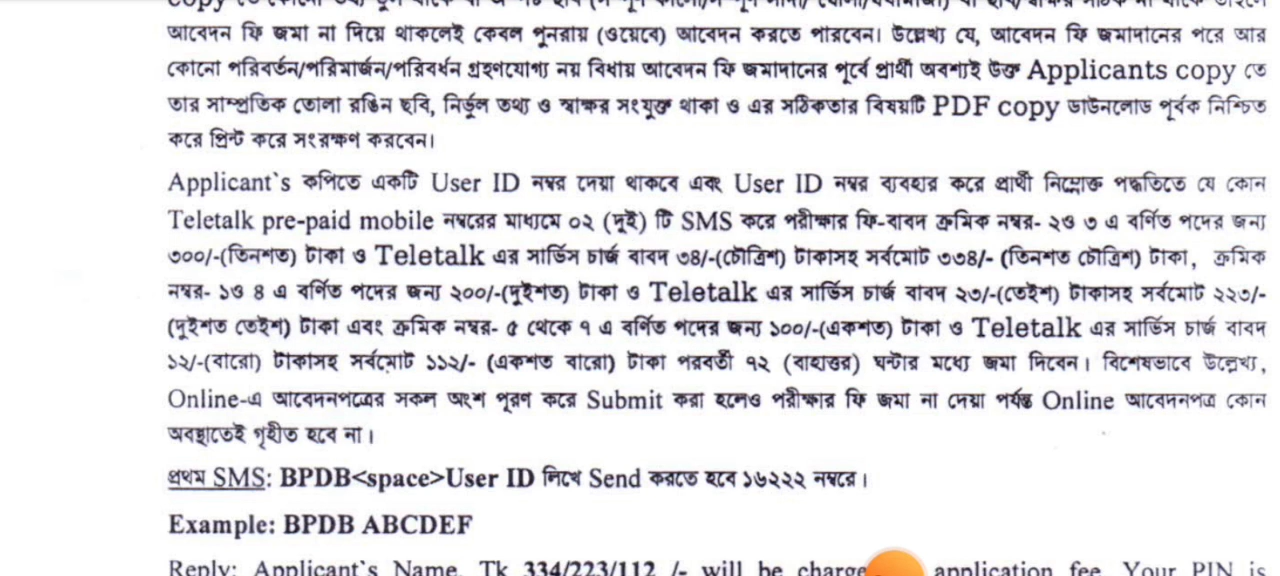 আবেদন ফি জমা না দিয়ে থাকলেই কেবল পুনরায় (ওয়েবে) আবেদন করতে পারবেন। উল্লেখ্য যে, আবেদন ফি জমাদানের পরে আর
কোনো পরিবর্তন/পরিমার্জন/পরিবর্ধন গ্রহণযোগ্য নয় বিধায় আবেদন ফি জমাদানের পূর্বে প্রার্থী অবশ্যই উক্ত Applicants copy তে
তার সাম্প্রতিক তোলা রঙিন ছবি, নির্ভুল তথ্য ও স্বাক্ষর সংযুক্ত থাকা ও এর সঠিকতার বিষয়টি PDF copy ডাউনলোড পূর্বক নিশ্চিত
করে প্রিন্ট করে সংরক্ষণ করবেন।
Applicant`s কপিতে একটি User ID নম্বর দেয়া থাকবে এবং User ID নম্বর ব্যবহার করে প্রার্থী নিম্নোক্ত পদ্ধতিতে যে কোন
Teletalk pre-paid mobile নম্বরের মাধ্যমে ০২ (দুই) টি SMS করে পরীক্ষার ফি-বাবদ ক্রমিক নম্বর- ২ও ৩ এ বর্ণিত পদের জন্য
৩০০/-(তিনশত) টাকা ও Teletalk এর সার্ভিস চার্জ বাবদ ৩৪/-(চৌত্রিশ) টাকাসহ সর্বমোট ৩৩৪/- (তিনশত চৌত্রিশ) টাকা, ক্রমিক
নম্বর- ১ও ৪ এ বর্ণিত পদের জন্য ২০০/-(দুইশত) টাকা ও Teletalk এর সার্ভিস চার্জ বাবদ ২৩/-(তেইশ) টাকাসহ সর্বমোট ২২৩/-
(দুইশত তেইশ) টাকা এবং ক্রমিক নম্বর- ৫ থেকে ৭ এ বর্ণিত পদের জন্য ১০০/-(একশত) টাকা ও Teletalk এর সার্ভিস চার্জ বাবদ
১২/-(বারো) টাকাসহ সর্বমোট ১১২/- (একশত বারো) টাকা পরবর্তী ৭২ (বাহাত্তর) ঘন্টার মধ্যে জমা দিবেন। বিশেষভাবে উল্লেখ্য,
Online-এ আবেদনপত্রের সকল অংশ পূরণ করে Submit করা হলেও পরীক্ষার ফি জমা না দেয়া পর্যন্ত Online আবেদনপত্র কোন
অবস্থাতেই গৃহীত হবে না।
প্রথম SMS: BPDB<space>User ID লিখে Send করতে হবে ১৬২২২ নম্বরে।
Example: BPDB ABCDEF
Reply: Applicant`s Name, Tk 334/223/112 /- will be charge application fee. Your PIN is